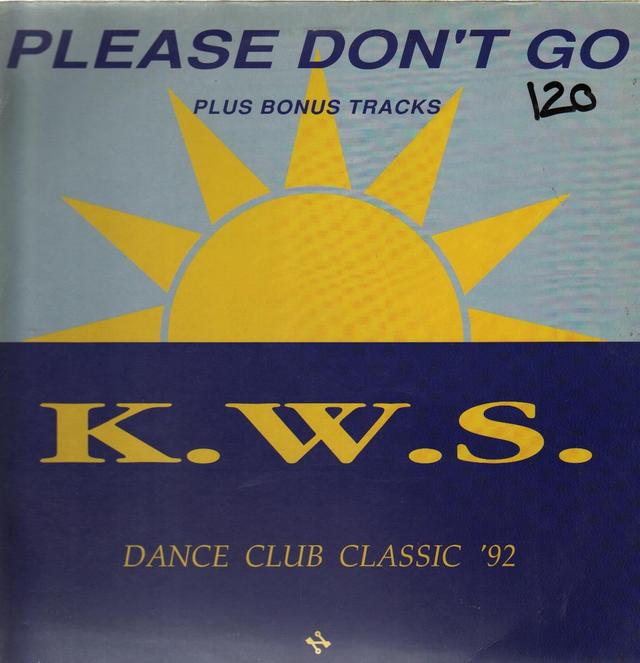 PLEASE DON'T GO
PLUS BONUS TRACKS
120
K.W.S.
DANCE CLUB CLASSIC '92